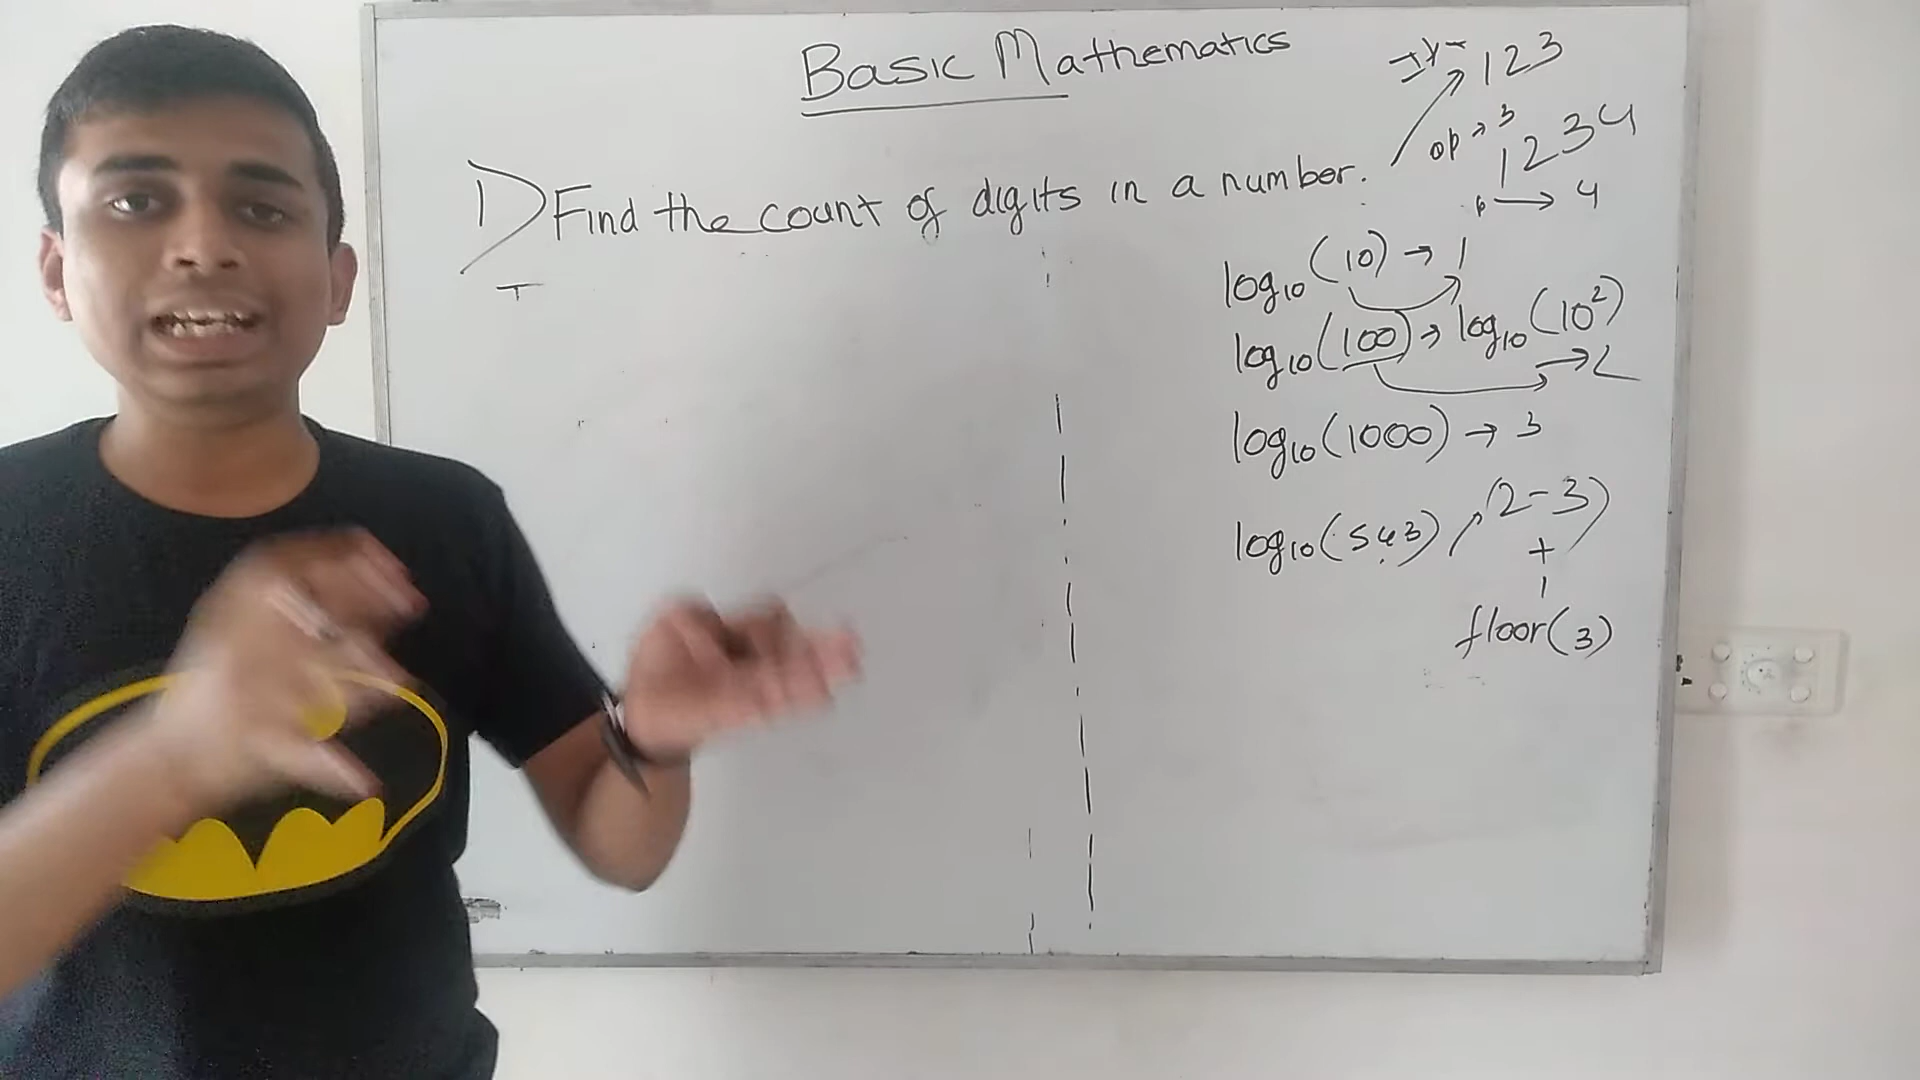 Basic Mathematics
1) Find the count of digits in a number.
I/P → 123
op → 3
1234
→ 4
log10(10) → 1
log10(100) → log10(10²)
→ 2
log10(1000) → 3
log10(543) (2-3)
+
1
floor(3)